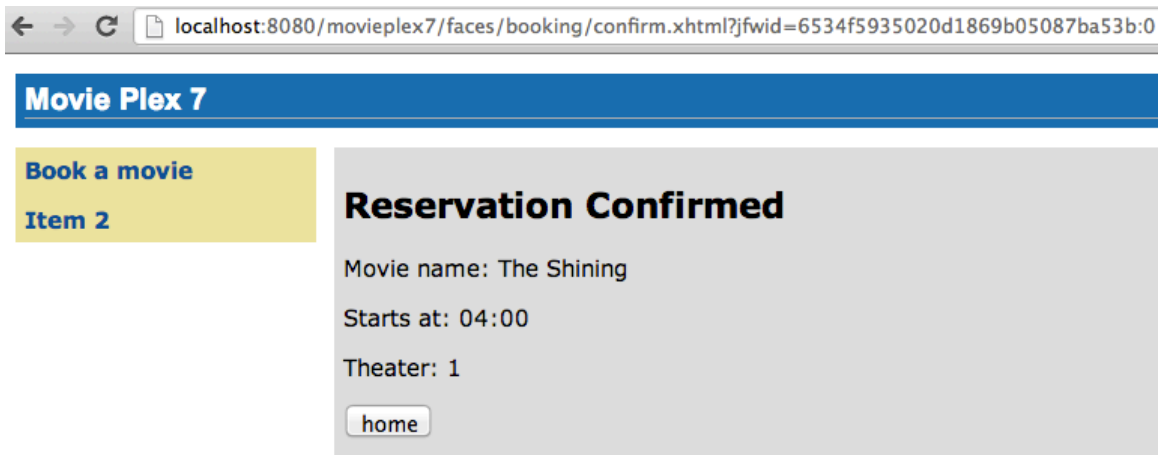 localhost:8080/movieplex7/faces/booking/confirm.xhtml?jfwid=6534f5935020d1869b05087ba53b:0
Movie Plex 7
Book a movie
Item 2
Reservation Confirmed
Movie name: The Shining
Starts at: 04:00
Theater: 1
home